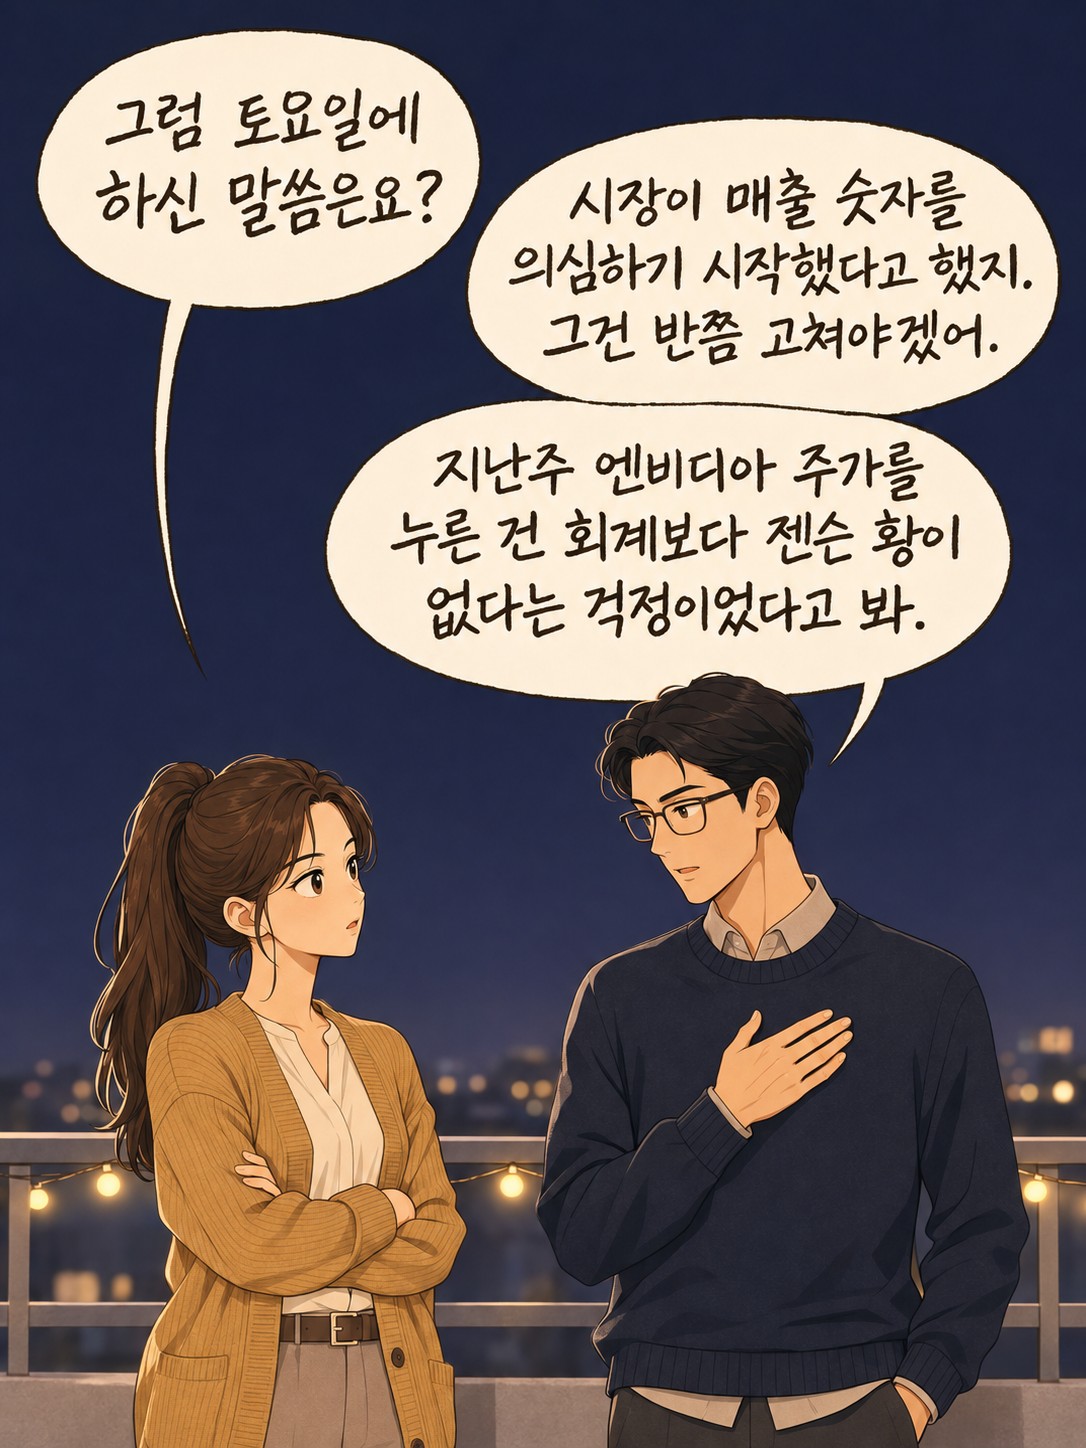 그럼 토요일에
하신 말씀은요?
시장이 매출 숫자를
의심하기 시작했다고 했지.
그건 반쯤 고쳐야겠어.
지난주 엔비디아 주가를
누른 건 회계보다 젠슨 황이
없다는 걱정이었다고 봐.